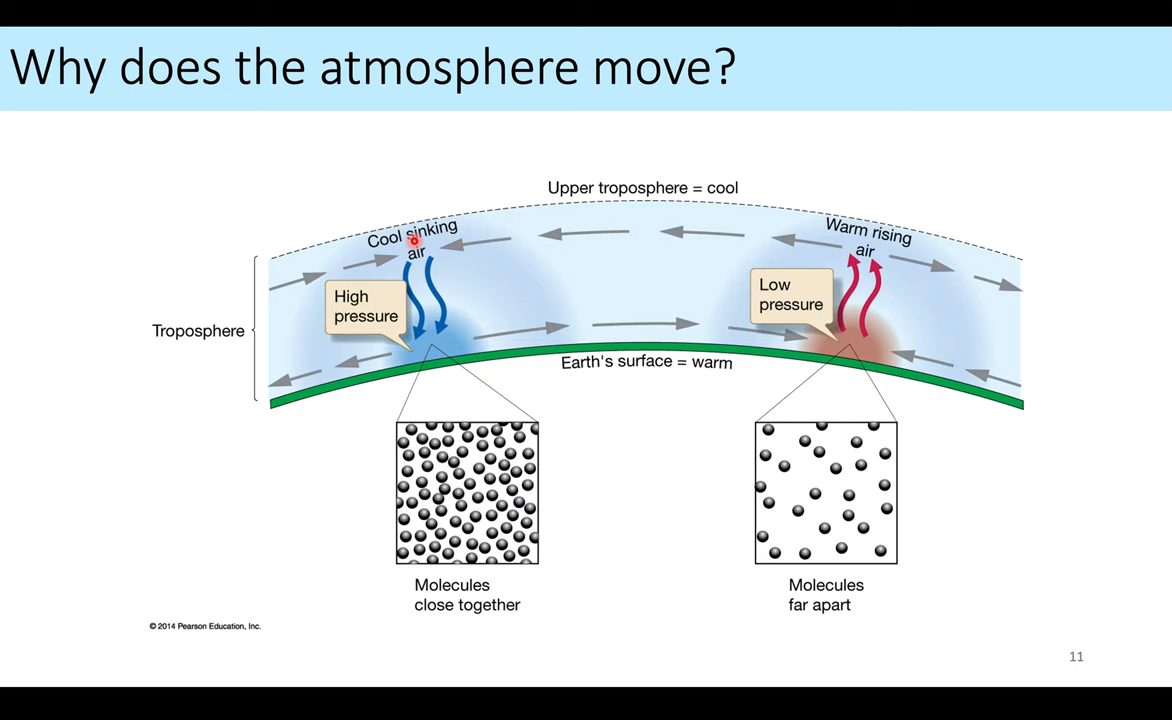 Why does the atmosphere move?
Upper troposphere = cool
Cool sinking
air
Warm rising
air
High
pressure
Low
pressure
Troposphere
Earth's surface = warm
Molecules
close together
Molecules
far apart
© 2014 Pearson Education, Inc.
11